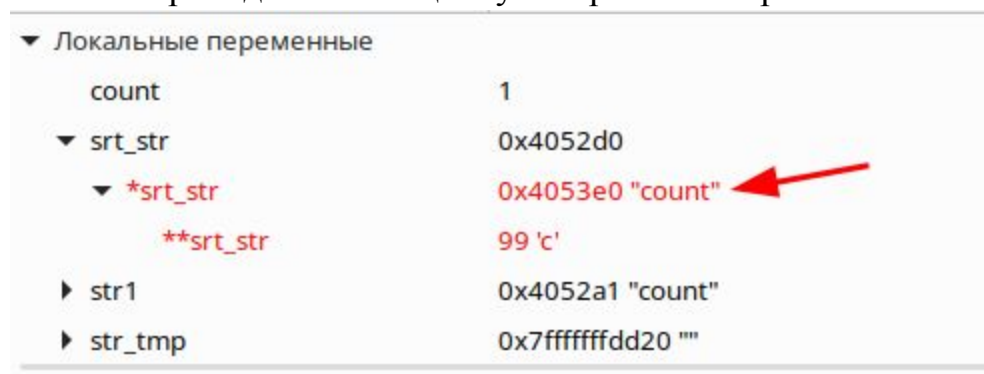 Локальные переменные
count 1
srt_str 0x4052d0
*srt_str 0x4053e0 "count"
**srt_str 99 'c'
str1 0x4052a1 "count"
str_tmp 0x7fffffffdd20 ""